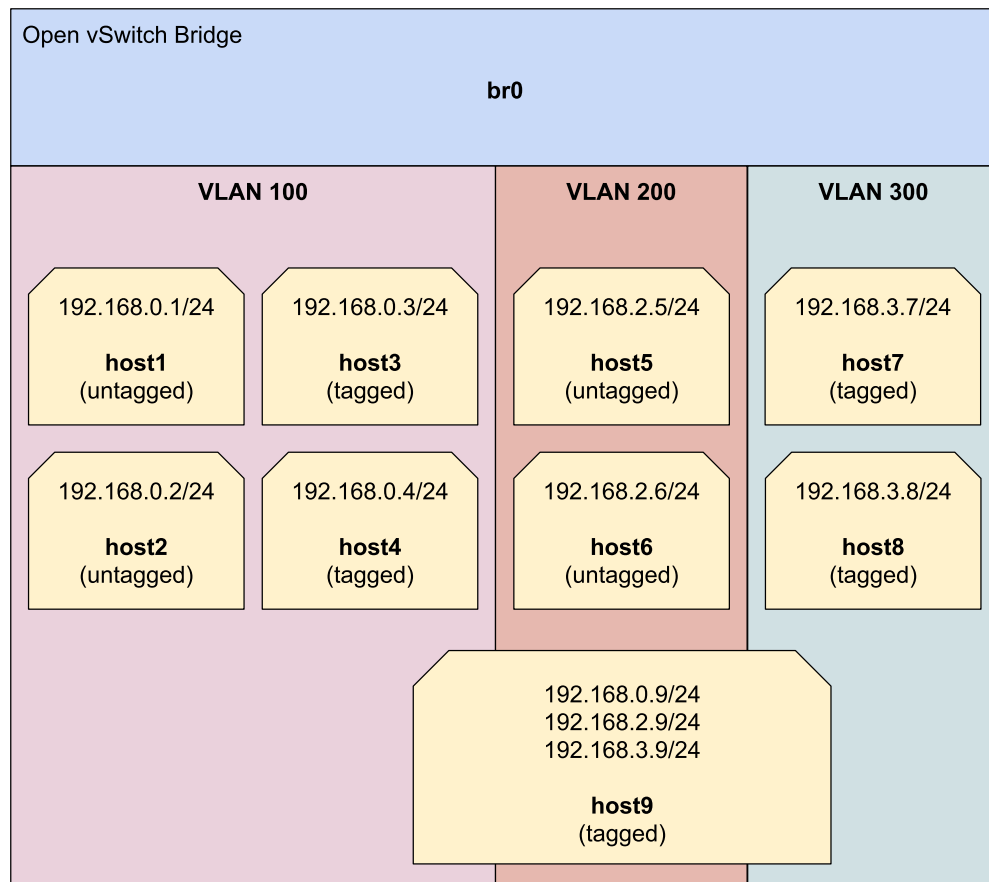 Open vSwitch Bridge
br0
VLAN 100
VLAN 200
VLAN 300
192.168.0.1/24
host1
(untagged)
192.168.0.3/24
host3
(tagged)
192.168.2.5/24
host5
(untagged)
192.168.3.7/24
host7
(tagged)
192.168.0.2/24
host2
(untagged)
192.168.0.4/24
host4
(tagged)
192.168.2.6/24
host6
(untagged)
192.168.3.8/24
host8
(tagged)
192.168.0.9/24
192.168.2.9/24
192.168.3.9/24
host9
(tagged)